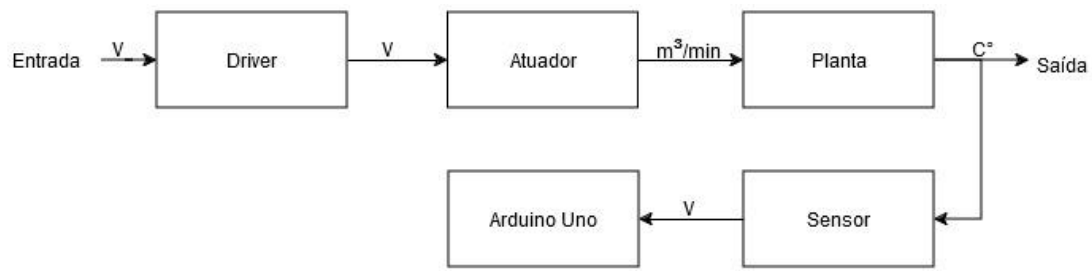 Entrada
V
Driver
V
Atuador
m³/min
Planta
C°
Saída
Arduino Uno
V
Sensor